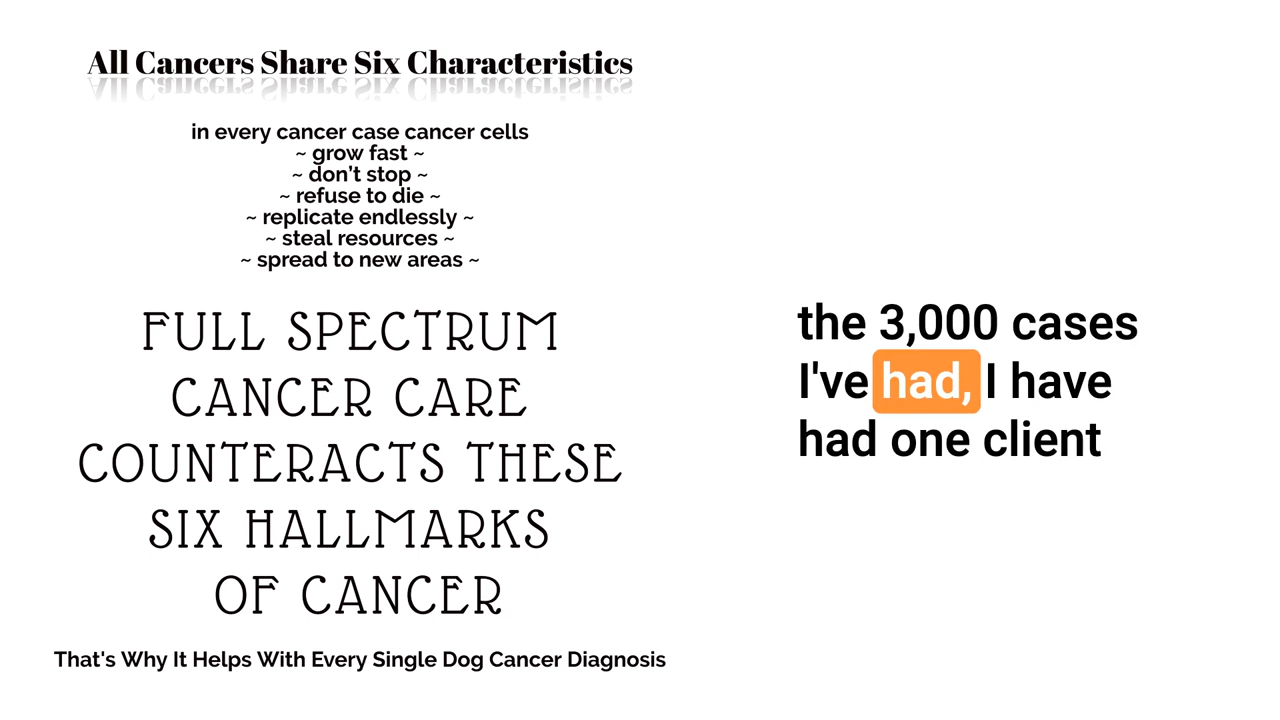 All Cancers Share Six Characteristics
in every cancer case cancer cells
~ grow fast ~
~ don't stop ~
~ refuse to die ~
~ replicate endlessly ~
~ steal resources ~
~ spread to new areas ~
FULL SPECTRUM
CANCER CARE
COUNTERACTS THESE
SIX HALLMARKS
OF CANCER
That's Why It Helps With Every Single Dog Cancer Diagnosis
the 3,000 cases
I've had, I have
had one client